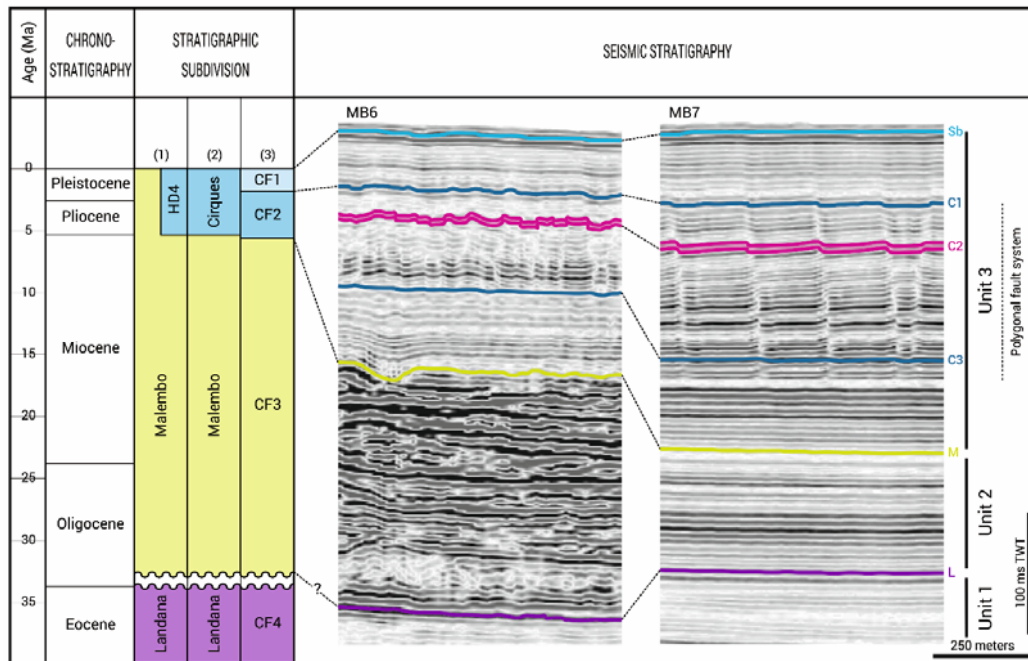 Age (Ma)
CHRONO-
STRATIGRAPHY
STRATIGRAPHIC
SUBDIVISION
SEISMIC STRATIGRAPHY
MB6
MB7
(1)
(2)
(3)
0
5
10
15
20
25
30
35
Pleistocene
Pliocene
Miocene
Oligocene
Eocene
HD4
Malembo
Landana
Cirques
Malembo
Landana
CF1
CF2
CF3
CF4
?
Sb
C1
C2
C3
M
L
Unit 3
Unit 2
Unit 1
Polygonal fault system
100 ms TWT
250 meters